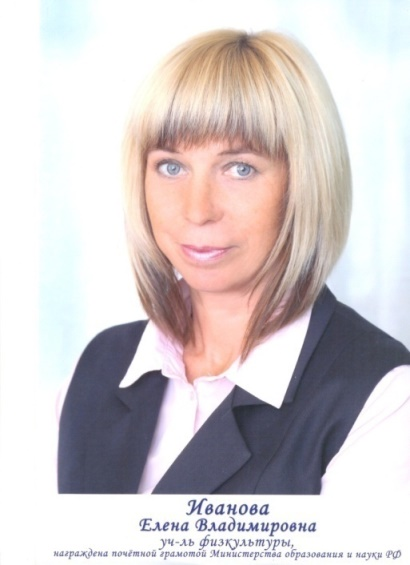 Иванова
Елена Владимировна
уч-ль физкультуры,
награждена почётной грамотой Министерства образования и науки РФ